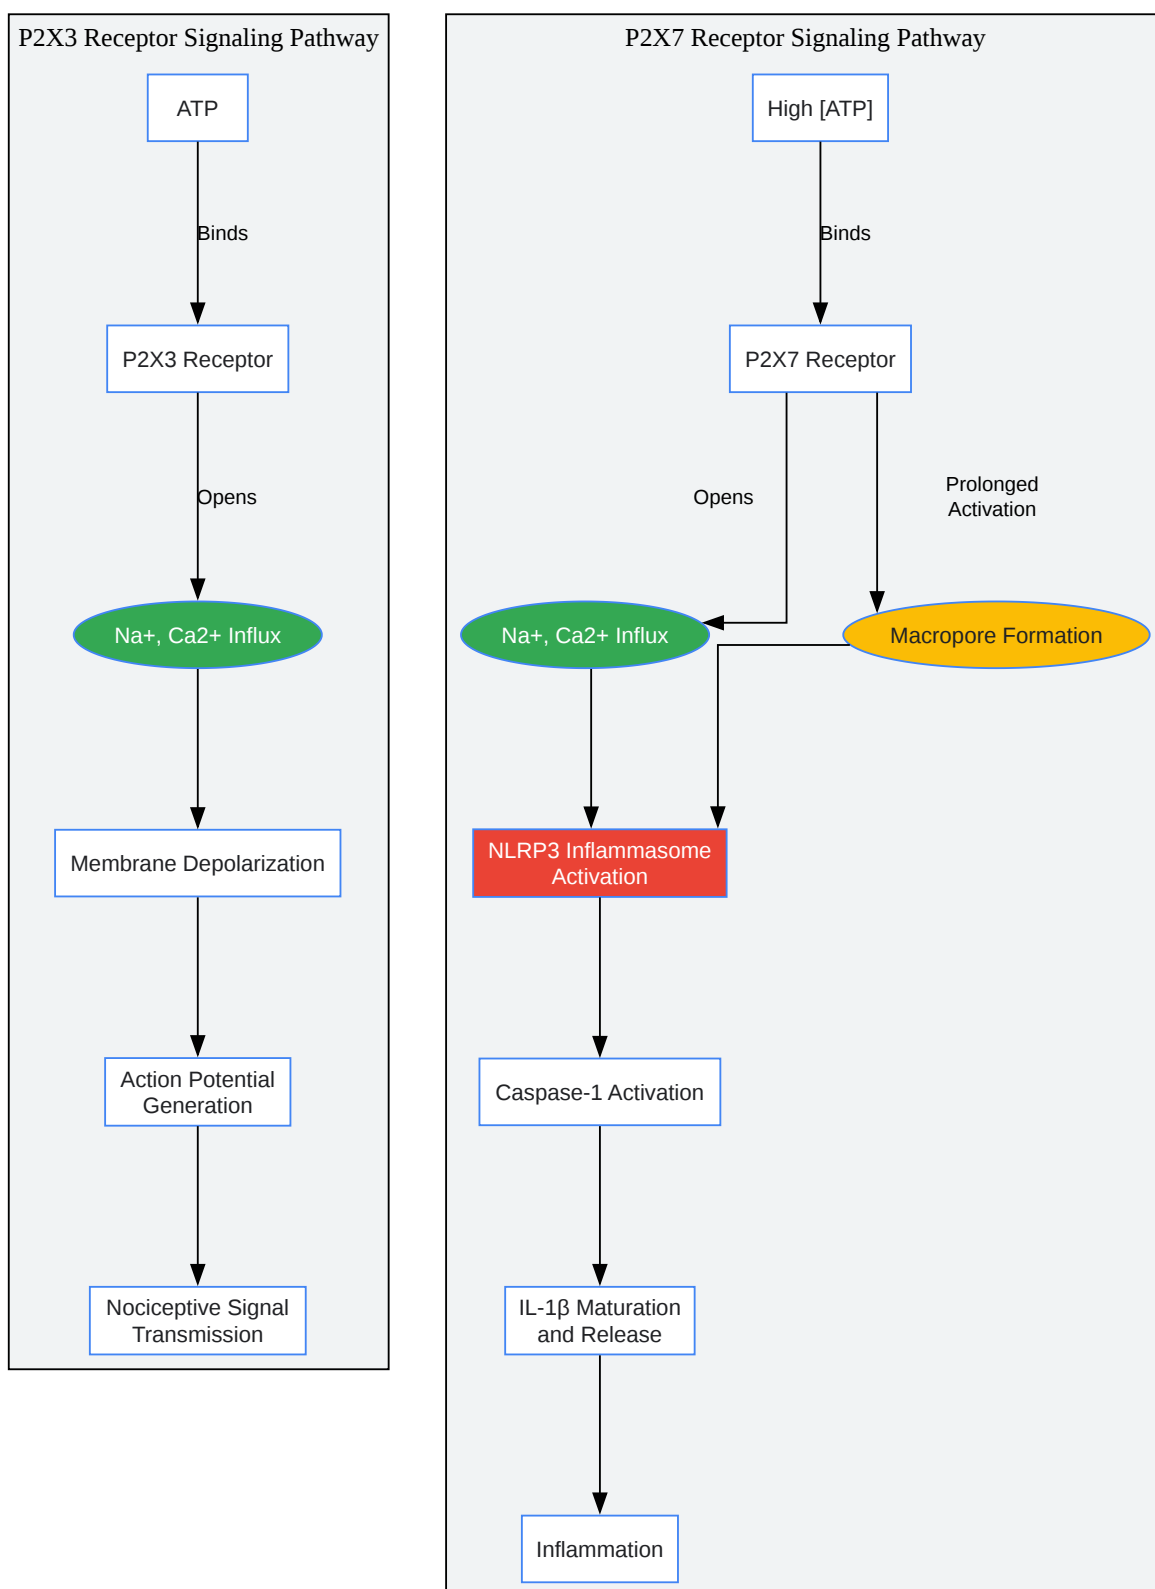 P2X3 Receptor Signaling Pathway
ATP
Binds
P2X3 Receptor
Opens
Na+, Ca2+ Influx
Membrane Depolarization
Action Potential
Generation
Nociceptive Signal
Transmission
P2X7 Receptor Signaling Pathway
High [ATP]
Binds
P2X7 Receptor
Opens
Prolonged
Activation
Na+, Ca2+ Influx
Macropore Formation
NLRP3 Inflammasome
Activation
Caspase-1 Activation
IL-1β Maturation
and Release
Inflammation